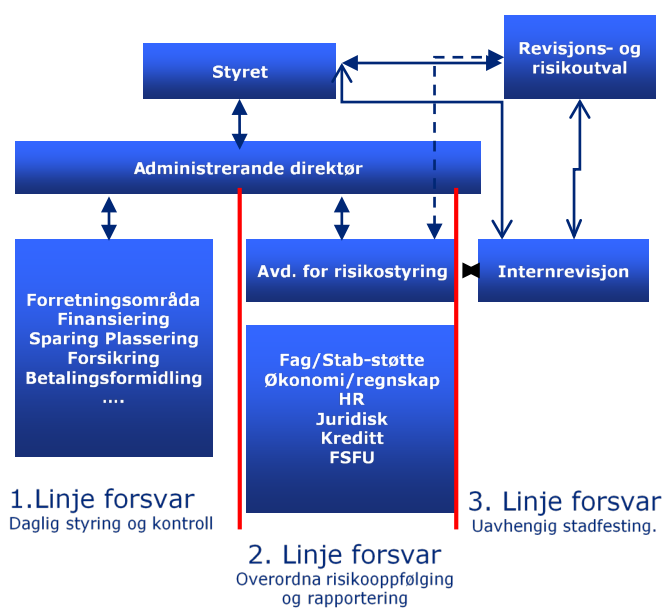 Styret
Revisjons- og
risikoutval
Administrerande direktør
Forretningsområda
Finansiering
Sparing Plassering
Forsikring
Betalingsformidling
....
Avd. for risikostyring
Internrevisjon
Fag/Stab-støtte
Økonomi/regnskap
HR
Juridisk
Kreditt
FSFU
1.Linje forsvar
Daglig styring og kontroll
2. Linje forsvar
Overordna risikooppfølging
og rapportering
3. Linje forsvar
Uavhengig stadfesting.